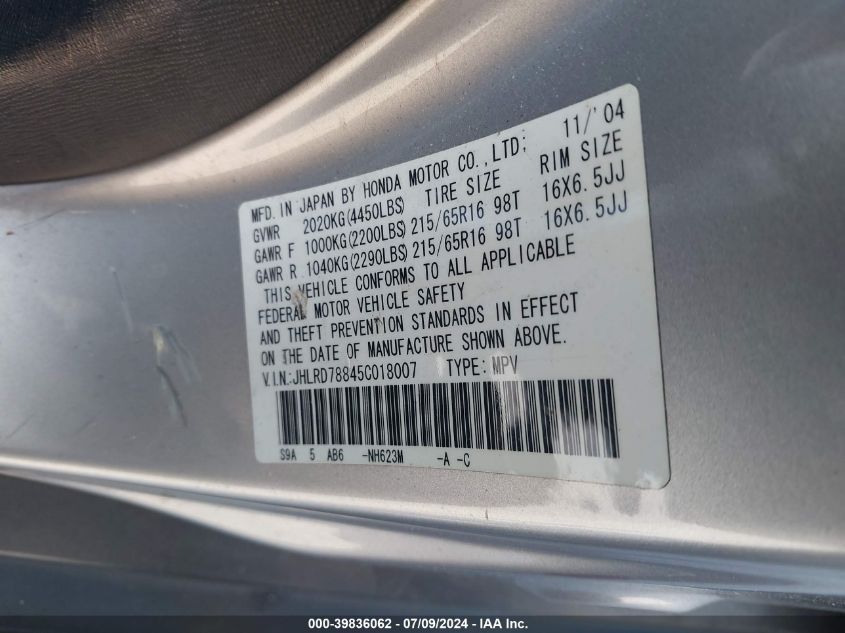 MFD. IN JAPAN BY HONDA MOTOR CO.,LTD; 11/'04
GVWR 2020KG(4450LBS) TIRE SIZE RIM SIZE
GAWR F 1000KG(2200LBS) 215/65R16 98T 16X6.5JJ
GAWR R 1040KG(2290LBS) 215/65R16 98T 16X6.5JJ
THIS VEHICLE CONFORMS TO ALL APPLICABLE
FEDERAL MOTOR VEHICLE SAFETY
AND THEFT PREVENTION STANDARDS IN EFFECT
ON THE DATE OF MANUFACTURE SHOWN ABOVE.
V.I.N.:JHLRD78845C018007 TYPE: MPV
S9A 5 AB6 -NH623M -A -C
000-39836062 - 07/09/2024 - IAA Inc.